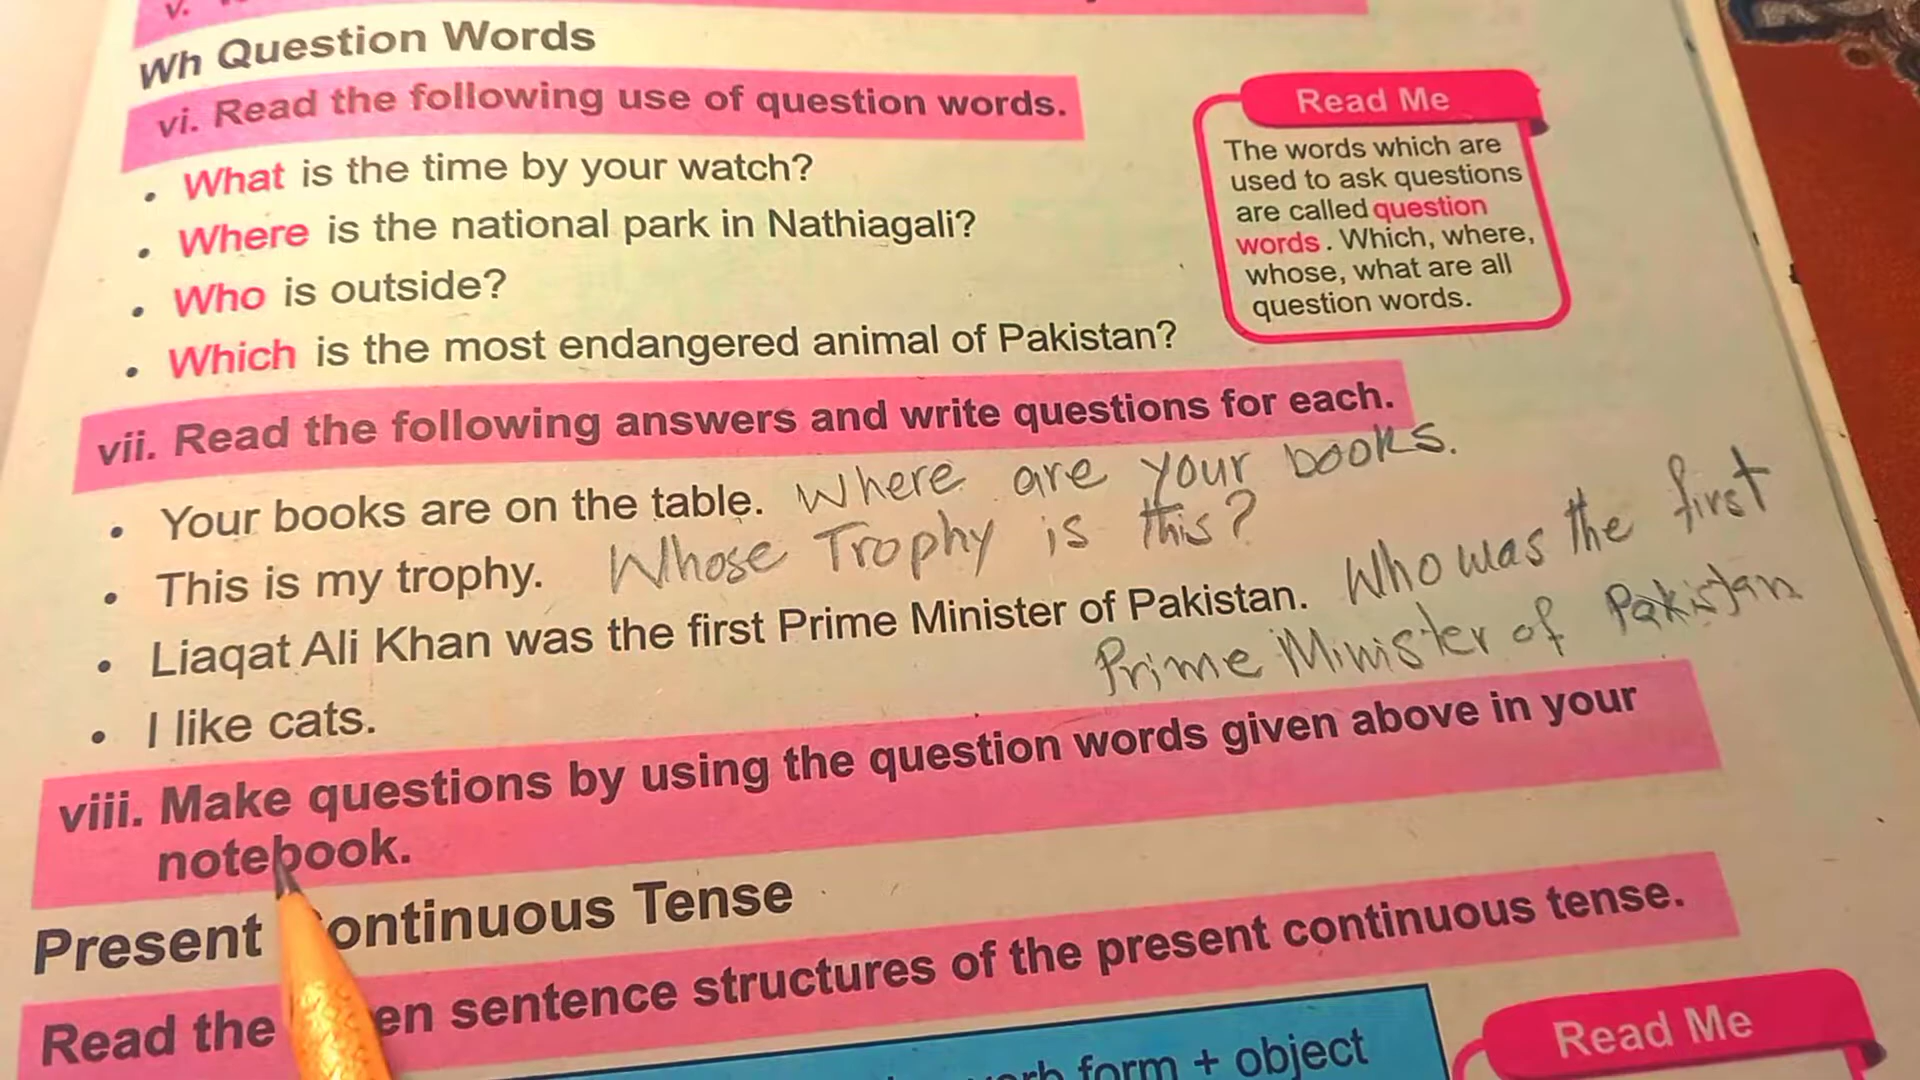 v.
Wh Question Words
vi. Read the following use of question words.
• What is the time by your watch?
• Where is the national park in Nathiagali?
• Who is outside?
• Which is the most endangered animal of Pakistan?
Read Me
The words which are
used to ask questions
are called question
words. Which, where,
whose, what are all
question words.
vii. Read the following answers and write questions for each.
• Your books are on the table. Where are your books.
• This is my trophy. Whose Trophy is this?
• Liaqat Ali Khan was the first Prime Minister of Pakistan. Who was the first
Prime Minister of Pakistan
• I like cats.
viii. Make questions by using the question words given above in your
notebook.
Present Continuous Tense
Read the sentence structures of the present continuous tense.
verb form + object
Read Me